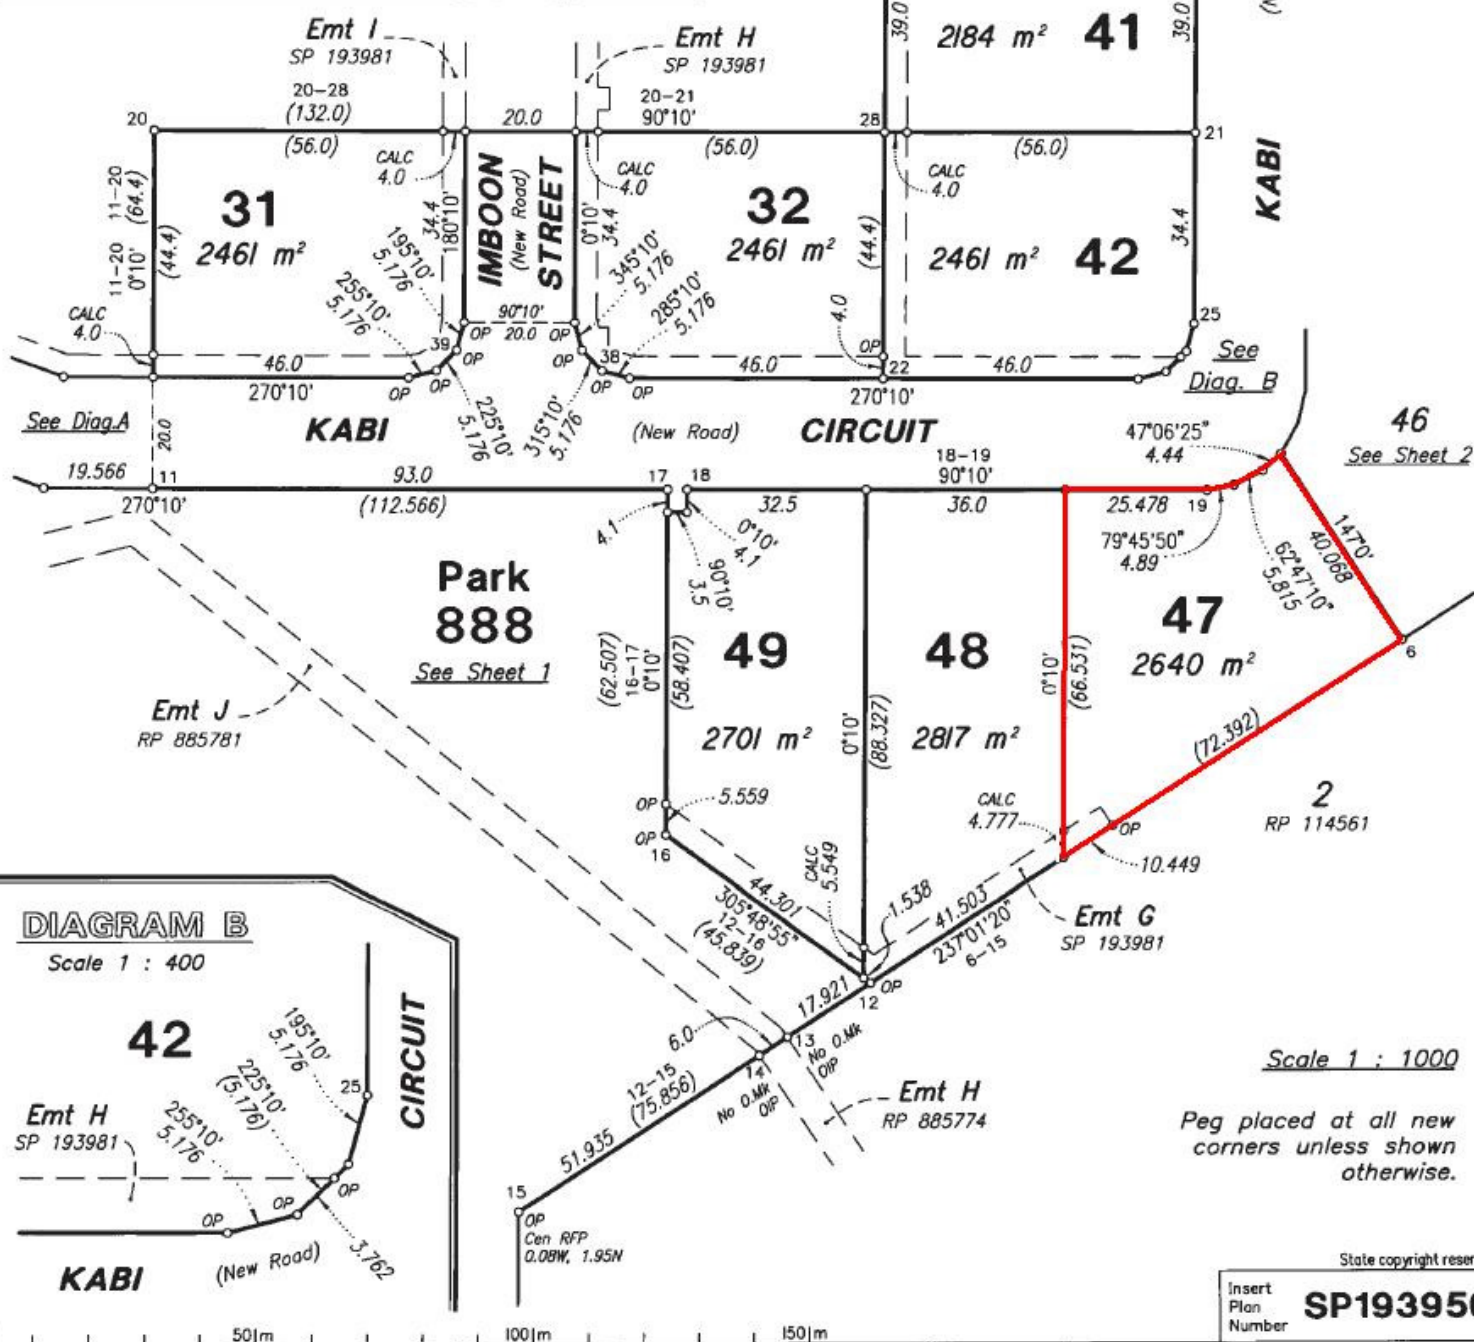 Emt I
SP 193981
Emt H
SP 193981
39.0
2184 m²
41
39.0
20
20-28
(132.0)
(56.0)
20.0
20-21
90°10'
28
(56.0)
(56.0)
21
CALC
4.0
CALC
4.0
CALC
4.0
11-20
(64.4)
11-20
0°10'
(44.4)
31
2461 m²
34.4
180°10'
195°10'
5.176
255°10'
5.176
IMBOON
(New Road)
STREET
0°10'
34.4
345°10'
5.176
285°10'
5.176
32
2461 m²
(44.4)
2461 m²
42
34.4
KABI
CALC
4.0
90°10'
20.0
4.0
25
OP
OP
OP
39
OP
OP
38
OP
OP
OP
46.0
46.0
22
46.0
270°10'
270°10'
See
Diag. B
See Diag.A
20.0
KABI
225°10'
5.176
315°10'
5.176
(New Road)
CIRCUIT
47°06'25"
4.44
46
See Sheet 2
19.566
11
93.0
17
18
18-19
90°10'
270°10'
(112.566)
32.5
36.0
25.478
19
4.1
0°10'
4.1
90°10'
3.5
79°45'50"
4.89
62°47'10"
5.815
147°0'
40.068
Park
888
See Sheet 1
(62.507)
16-17
0°10'
(58.407)
49
2701 m²
0°10'
(88.327)
48
2817 m²
0°10'
(66.531)
47
2640 m²
6
(72.392)
Emt J
RP 885781
2
RP 114561
OP
OP
16
5.559
CALC
4.777
OP
10.449
44.301
305°48'55"
12-16
(45.839)
CALC
5.549
1.538
41.503
237°01'20"
6-15
Emt G
SP 193981
17.921
12
OP
6.0
13
No O.Mk
OIP
14
No O.Mk
OIP
12-15
(75.856)
51.935
Emt H
RP 885774
15
OP
Cen RFP
0.08W, 1.95N
DIAGRAM B
Scale 1 : 400
42
195°10'
5.176
225°10'
(5.176)
255°10'
5.176
25
CIRCUIT
Emt H
SP 193981
OP
OP
OP
3.762
(New Road)
KABI
Scale 1 : 1000
Peg placed at all new
corners unless shown
otherwise.
State copyright reser
Insert
Plan
Number
SP193950
50|m
100|m
150|m